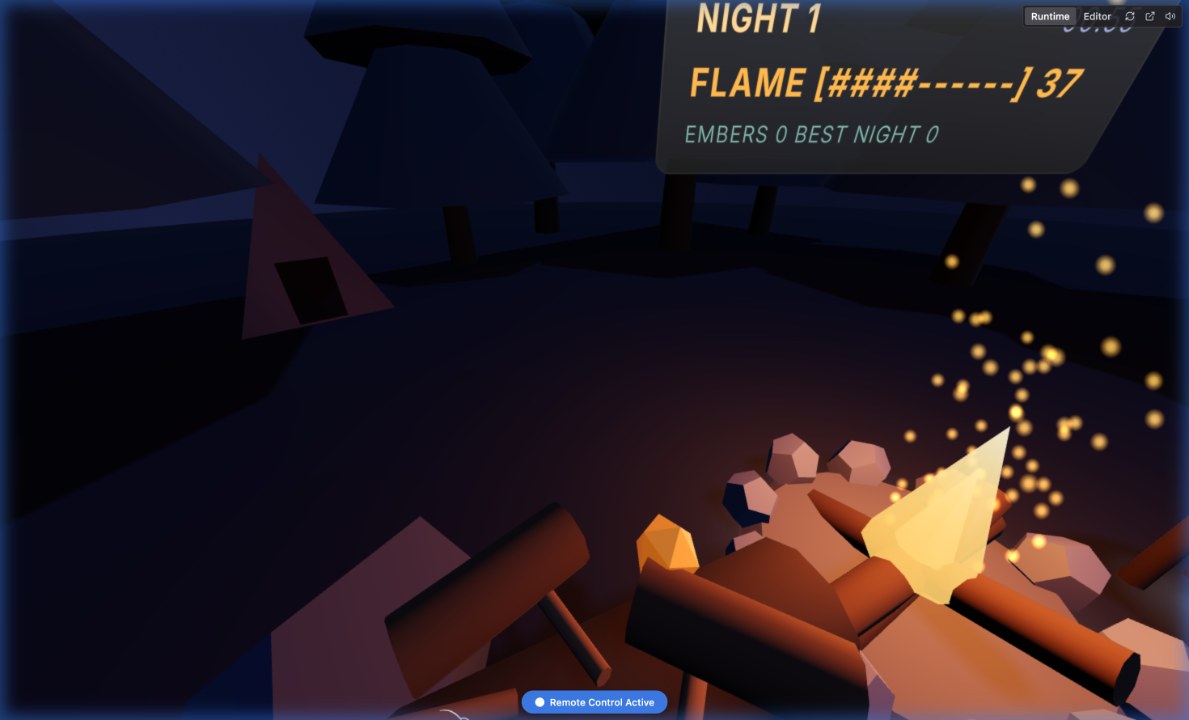 Runtime Editor
NIGHT 1
FLAME [####------] 37
EMBERS 0 BEST NIGHT 0
Remote Control Active